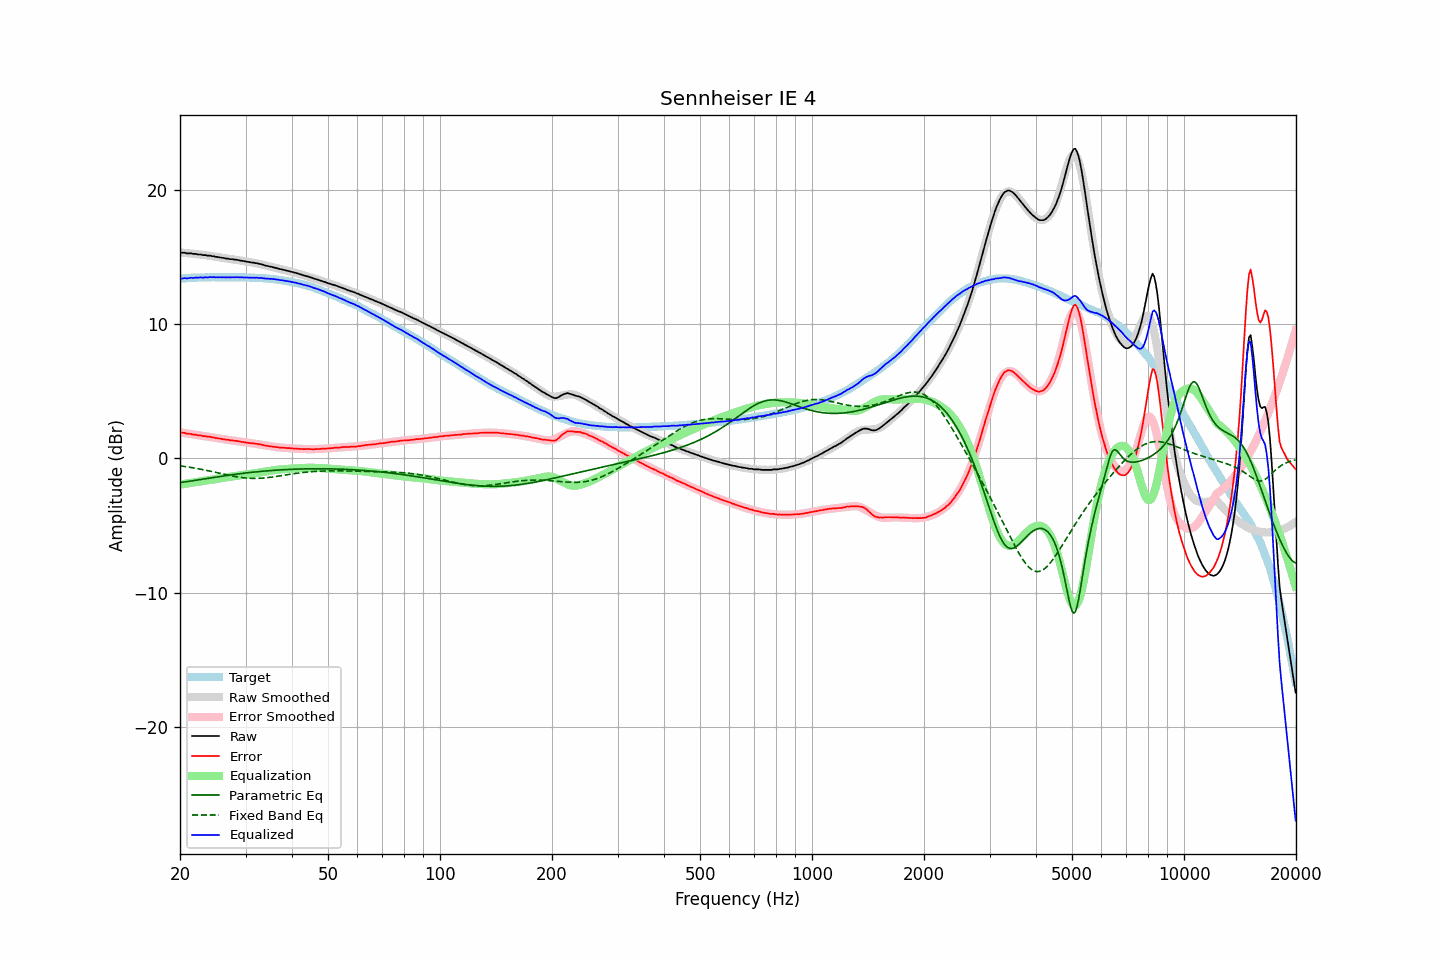 Sennheiser IE 4
Amplitude (dBr)
20
10
0
−10
−20
Target
Raw Smoothed
Error Smoothed
Raw
Error
Equalization
Parametric Eq
Fixed Band Eq
Equalized
20 50 100 200 500 1000 2000 5000 10000 20000
Frequency (Hz)